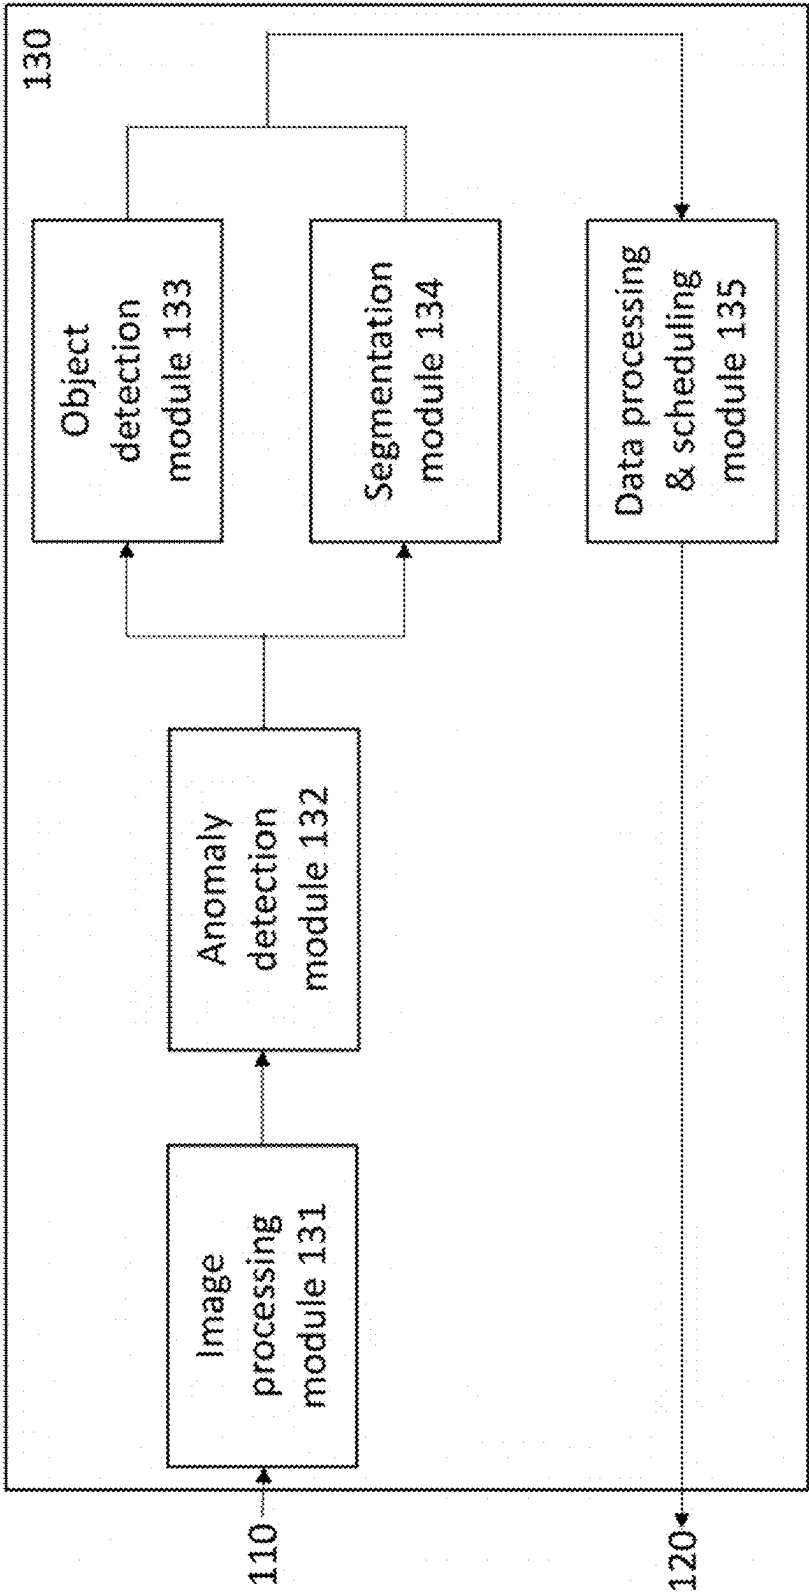 130
Object
detection
module 133
Segmentation
module 134
Data processing
& scheduling
module 135
Anomaly
detection
module 132
Image
processing
module 131
110
120